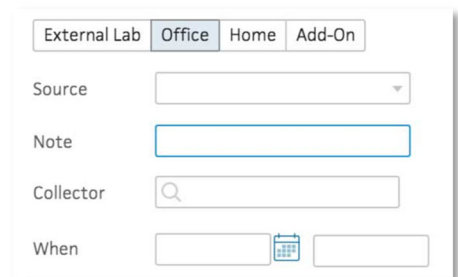 External Lab Office Home Add-On
Source
Note
Collector
When